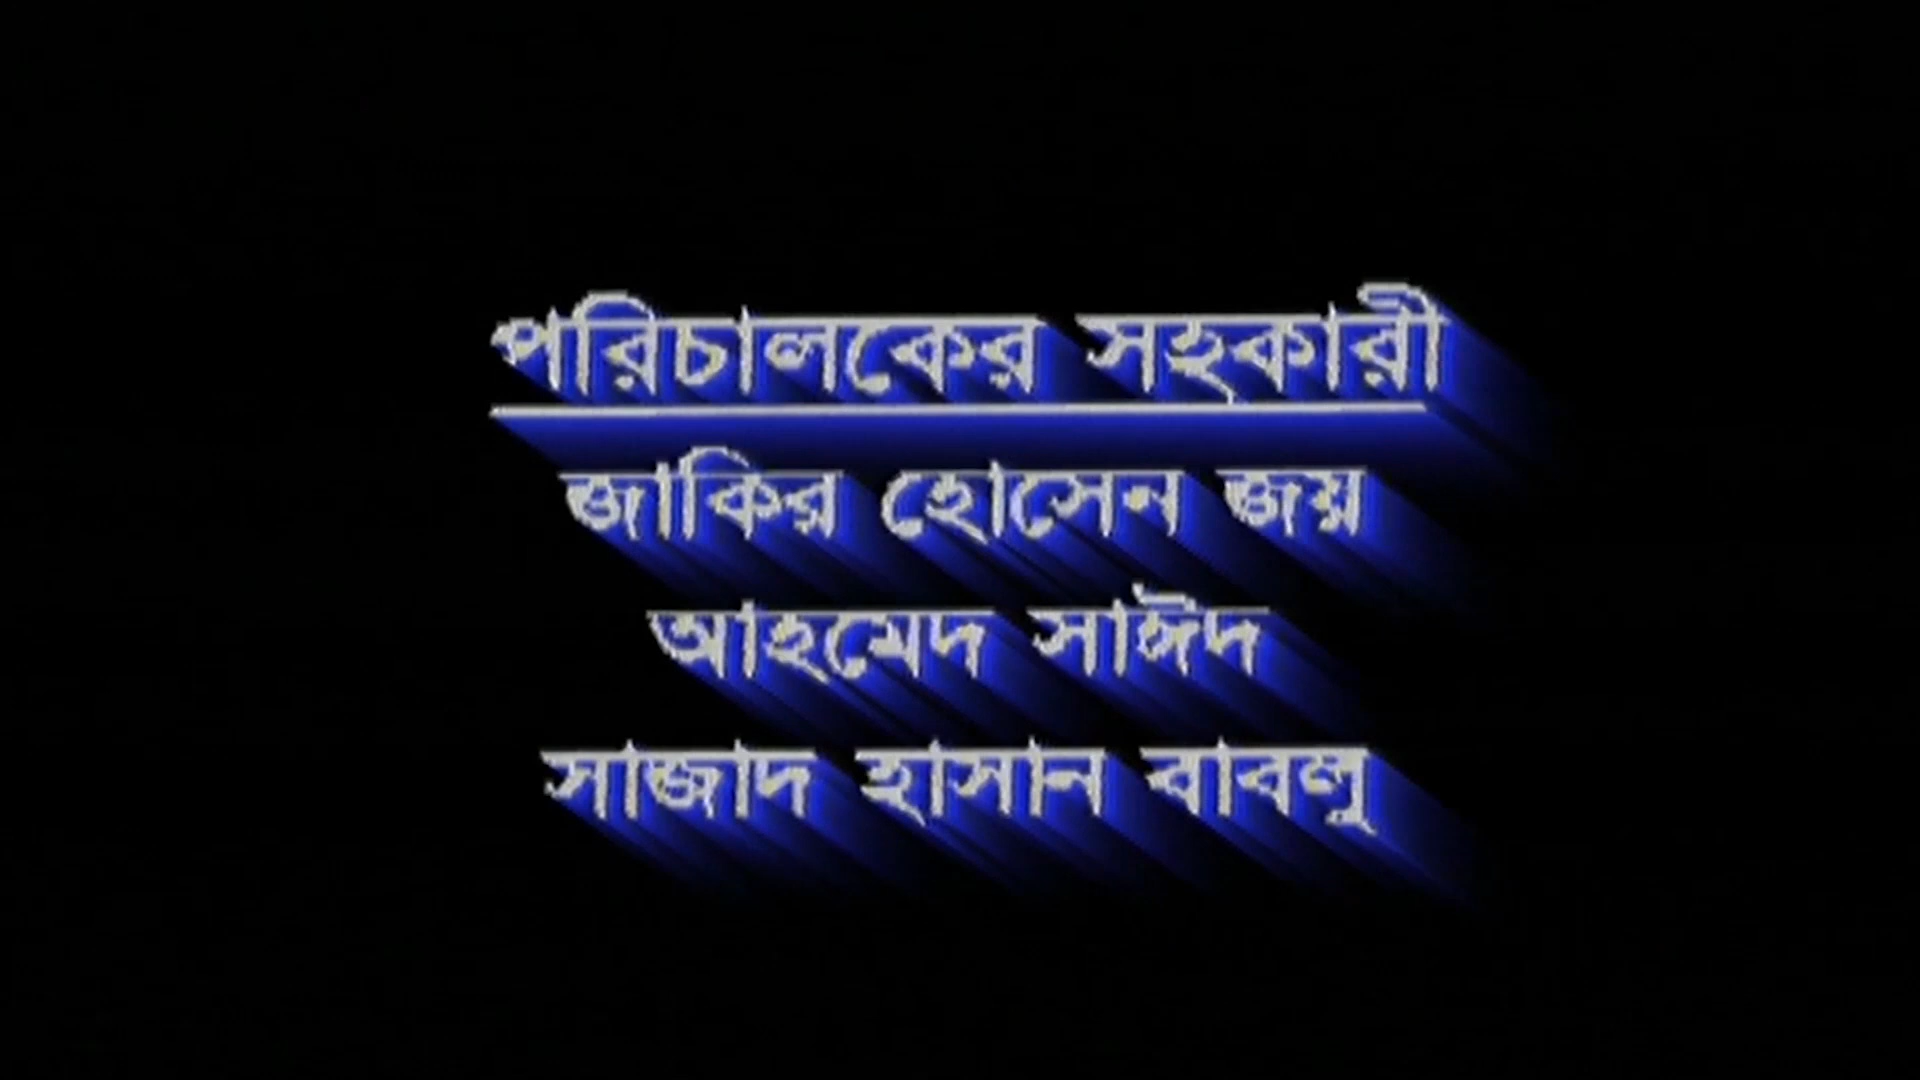 পরিচালকের সহকারী
জাকির হোসেন জয়
আহমেদ সাঈদ
সাজাদ হাসান বাবলু